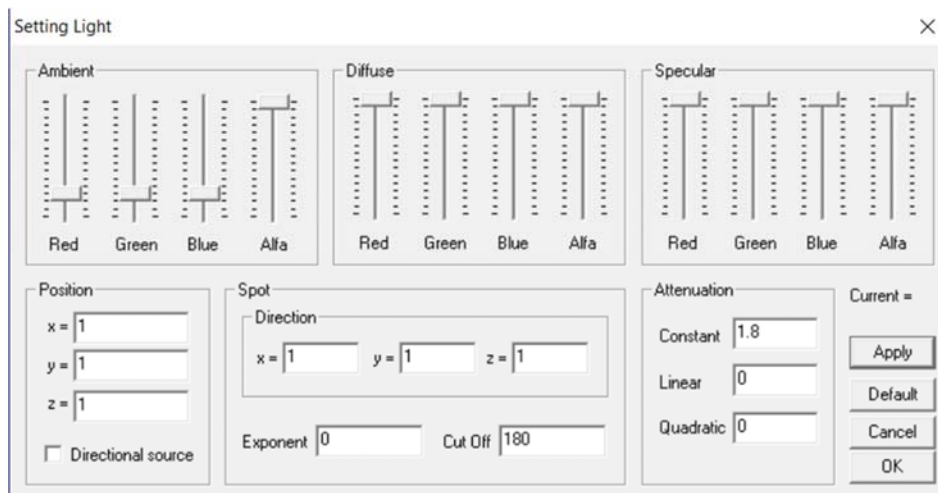 Setting Light
Ambient
Red Green Blue Alfa
Diffuse
Red Green Blue Alfa
Specular
Red Green Blue Alfa
Position
x = 1
y = 1
z = 1
Directional source
Spot
Direction
x = 1 y = 1 z = 1
Exponent 0 Cut Off 180
Attenuation
Constant 1.8
Linear 0
Quadratic 0
Current =
Apply
Default
Cancel
OK